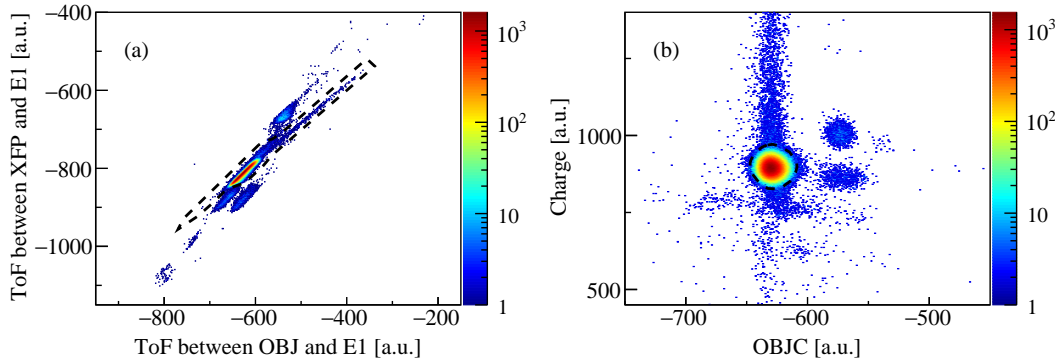 (a)
ToF between XFP and E1 [a.u.]
−400
−600
−800
−1000
−800 −600 −400 −200
ToF between OBJ and E1 [a.u.]
10³
10²
10
1
(b)
Charge [a.u.]
1000
500
−700 −600 −500
OBJC [a.u.]
10³
10²
10
1